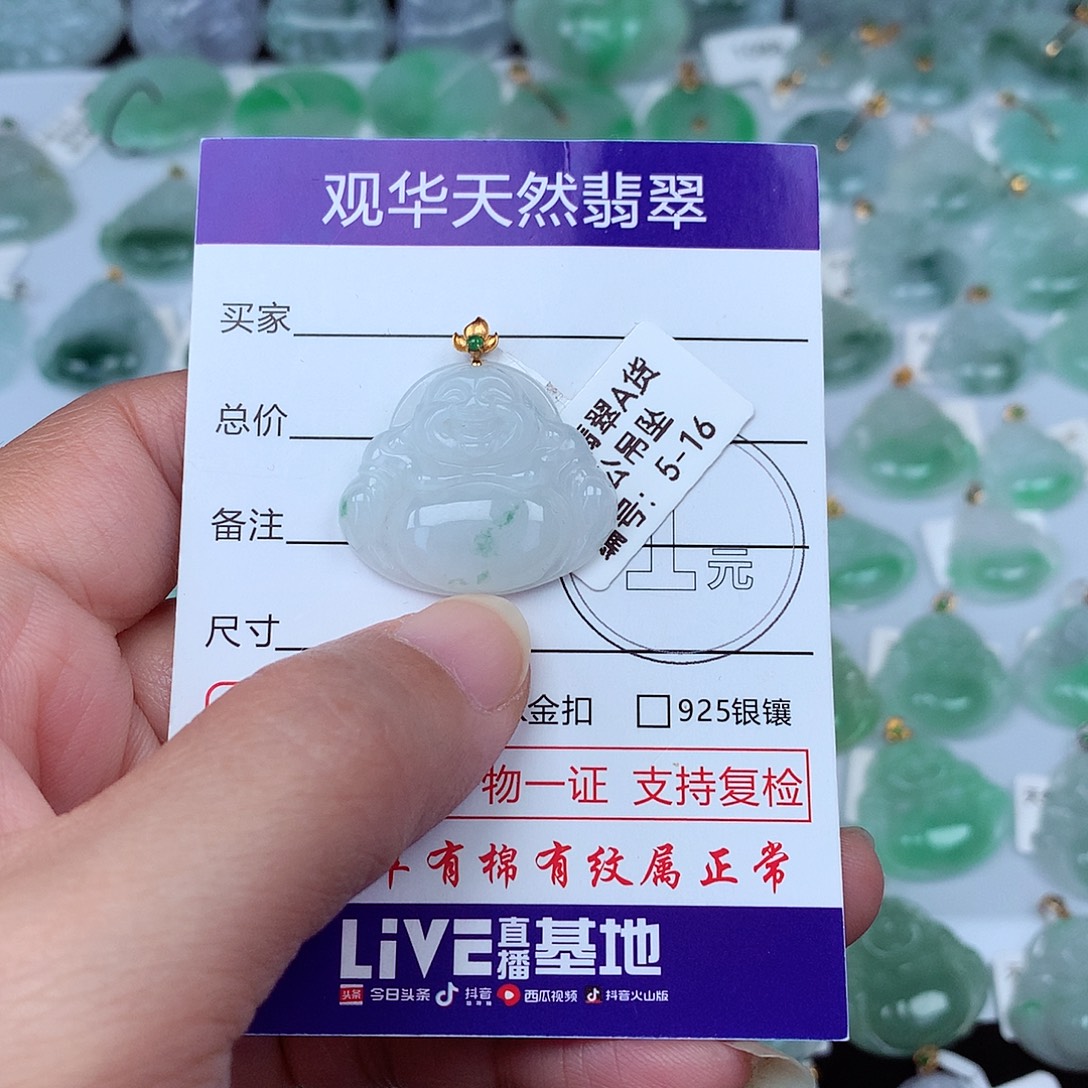 观华天然翡翠
买家
总价
翠A货
公吊坠
编号：5-16
备注
1元
尺寸
金扣 925银镶
物一证 支持复检
有棉有纹属正常
LiVE直播基地
头条 今日头条 抖音 西瓜视频 抖音火山版